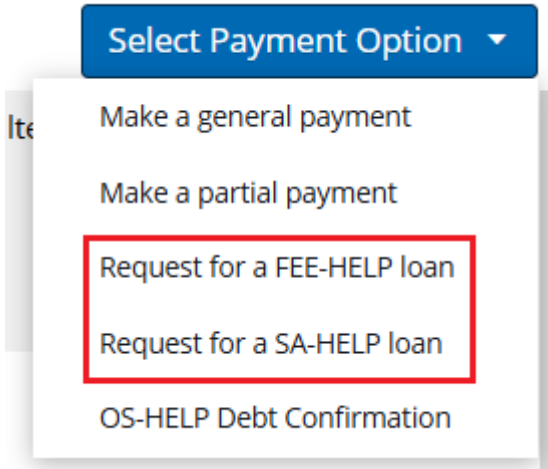 Select Payment Option
Make a general payment
Make a partial payment
Request for a FEE-HELP loan
Request for a SA-HELP loan
OS-HELP Debt Confirmation